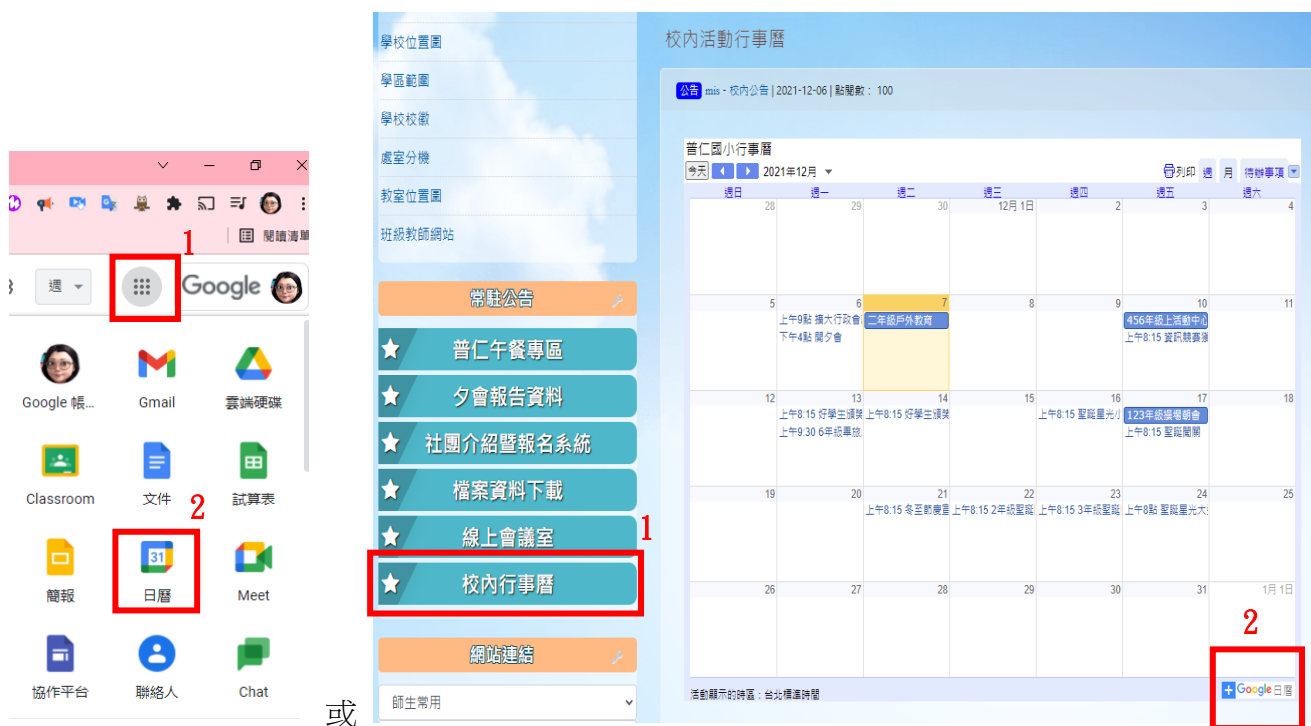 閱讀清單
1
週
Google
Google 帳...
Gmail
雲端硬碟
Classroom
文件
試算表
2
31
簡報
日曆
Meet
協作平台
聯絡人
Chat
或
學校位置圖
學區範圍
學校校徽
處室分機
教室位置圖
班級教師網站
常駐公告
普仁午餐專區
夕會報告資料
社團介紹暨報名系統
檔案資料下載
線上會議室
1
校內行事曆
網站連結
師生常用
校內活動行事曆
公告 mis - 校內公告 | 2021-12-06 | 點閱數： 100
普仁國小行事曆
今天 2021年12月 列印 週 月 待辦事項
週日 週一 週二 週三 週四 週五 週六
28 29 30 12月 1日 2 3 4
5 6 7 8 9 10 11
上午9點 擴大行政會 二年級戶外教育 456年級上活動中心
下午4點 開夕會 上午8:15 資訊競賽
12 13 14 15 16 17 18
上午8:15 好學生頒獎 上午8:15 好學生頒獎 上午8:15 聖誕星光小 123年級操場朝會
上午9:30 6年級畢旅 上午8:15 聖誕闖關
19 20 21 22 23 24 25
上午8:15 冬至節慶宣 上午8:15 2年級聖誕 上午8:15 3年級聖誕 上午8點 聖誕星光大
26 27 28 29 30 31 1月 1日
2
活動顯示的時區：台北標準時間
Google日曆